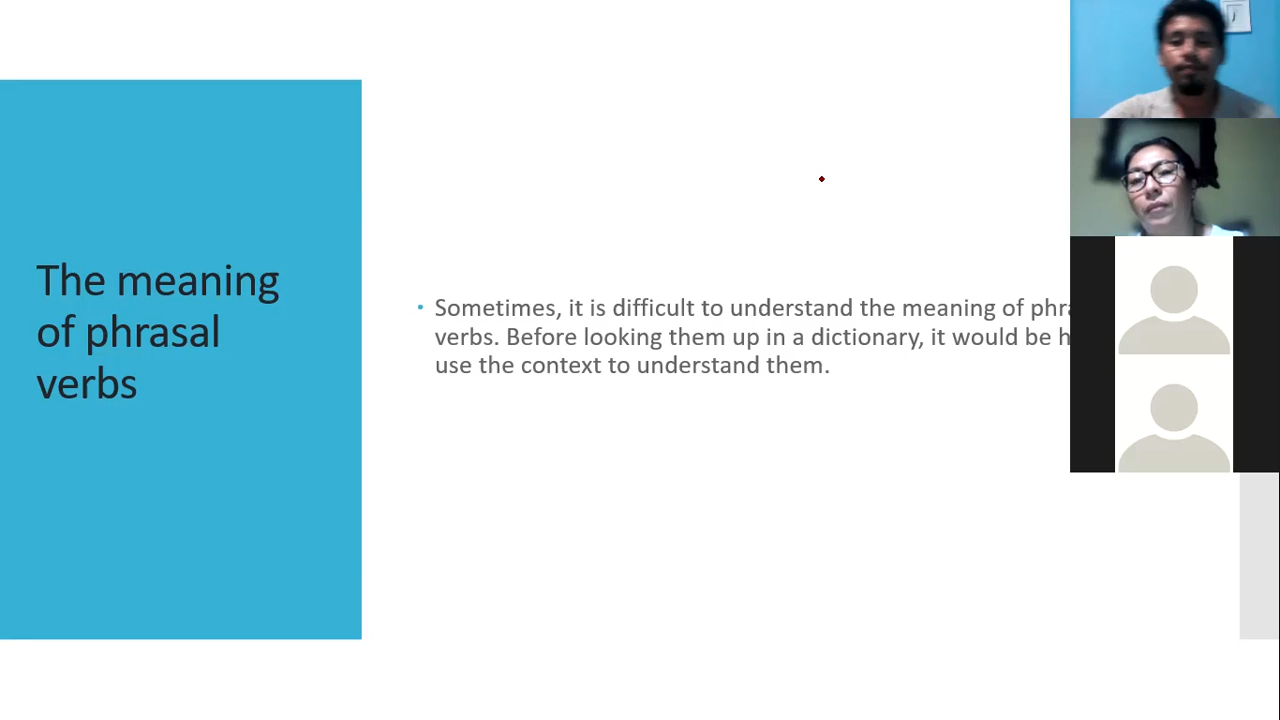 The meaning
of phrasal
verbs
Sometimes, it is difficult to understand the meaning of
verbs. Before looking them up in a dictionary, it would be
use the context to understand them.